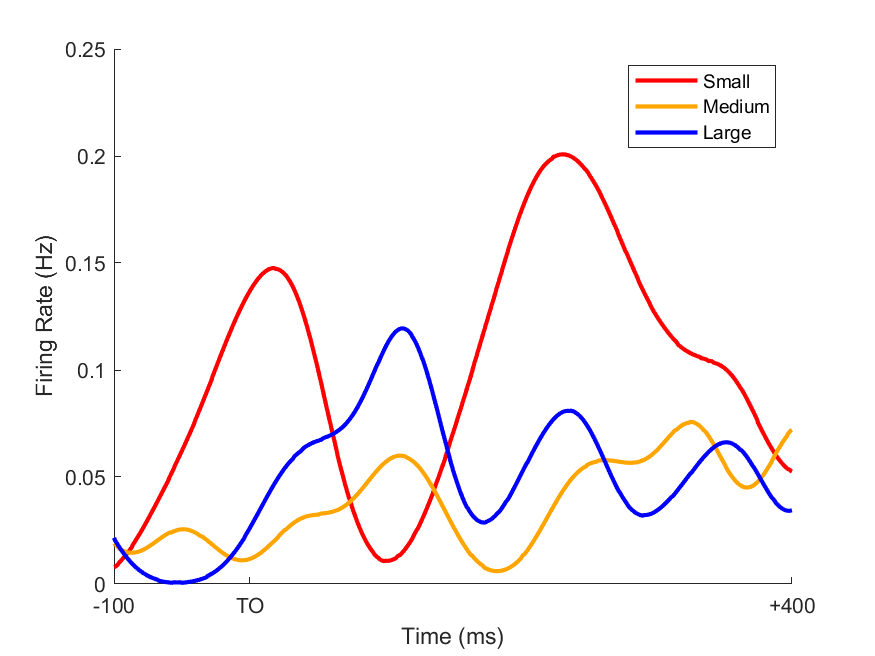 0.25
0.2
0.15
0.1
0.05
0
Firing Rate (Hz)
Small
Medium
Large
-100
TO
+400
Time (ms)